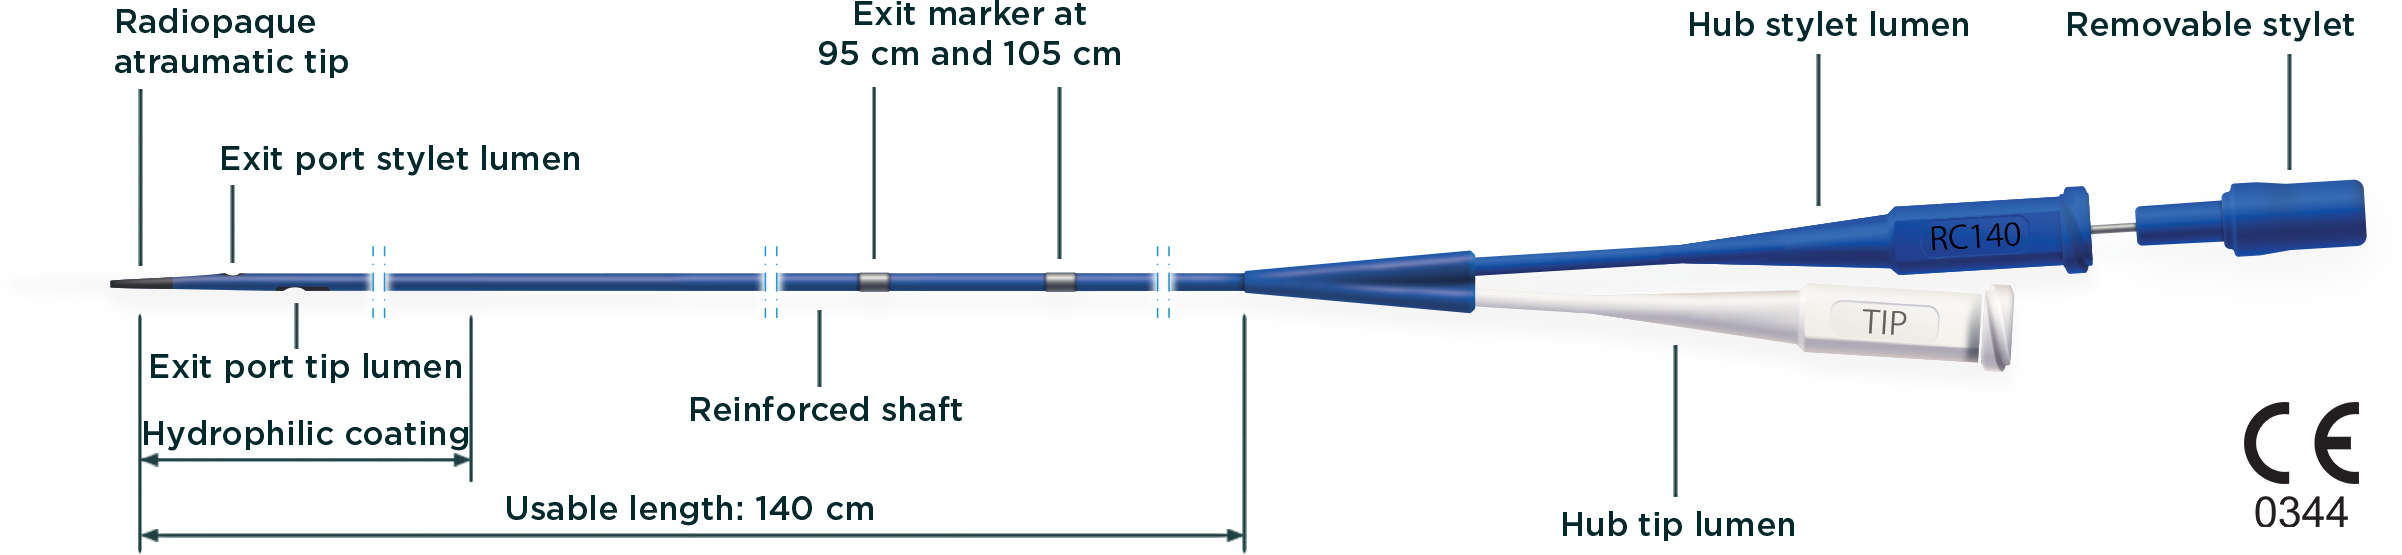 Radiopaque
atraumatic tip
Exit marker at
95 cm and 105 cm
Hub stylet lumen
Removable stylet
Exit port stylet lumen
RC140
TIP
Exit port tip lumen
Reinforced shaft
Hydrophilic coating
Usable length: 140 cm
Hub tip lumen
CE
0344